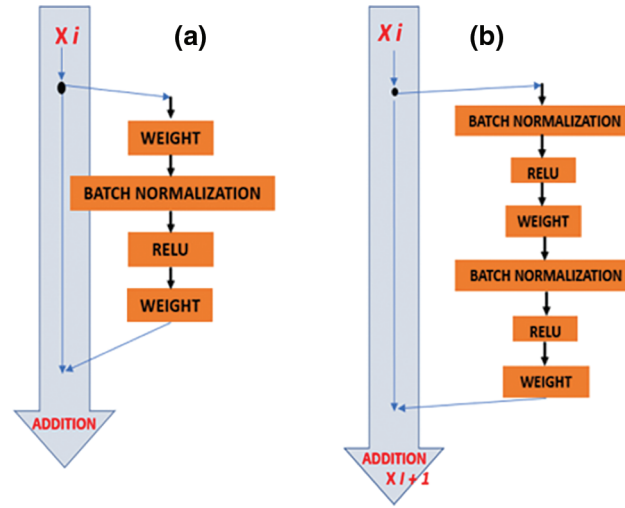 (a)
X i
WEIGHT
BATCH NORMALIZATION
RELU
WEIGHT
ADDITION
(b)
X i
BATCH NORMALIZATION
RELU
WEIGHT
BATCH NORMALIZATION
RELU
WEIGHT
ADDITION
X I + 1